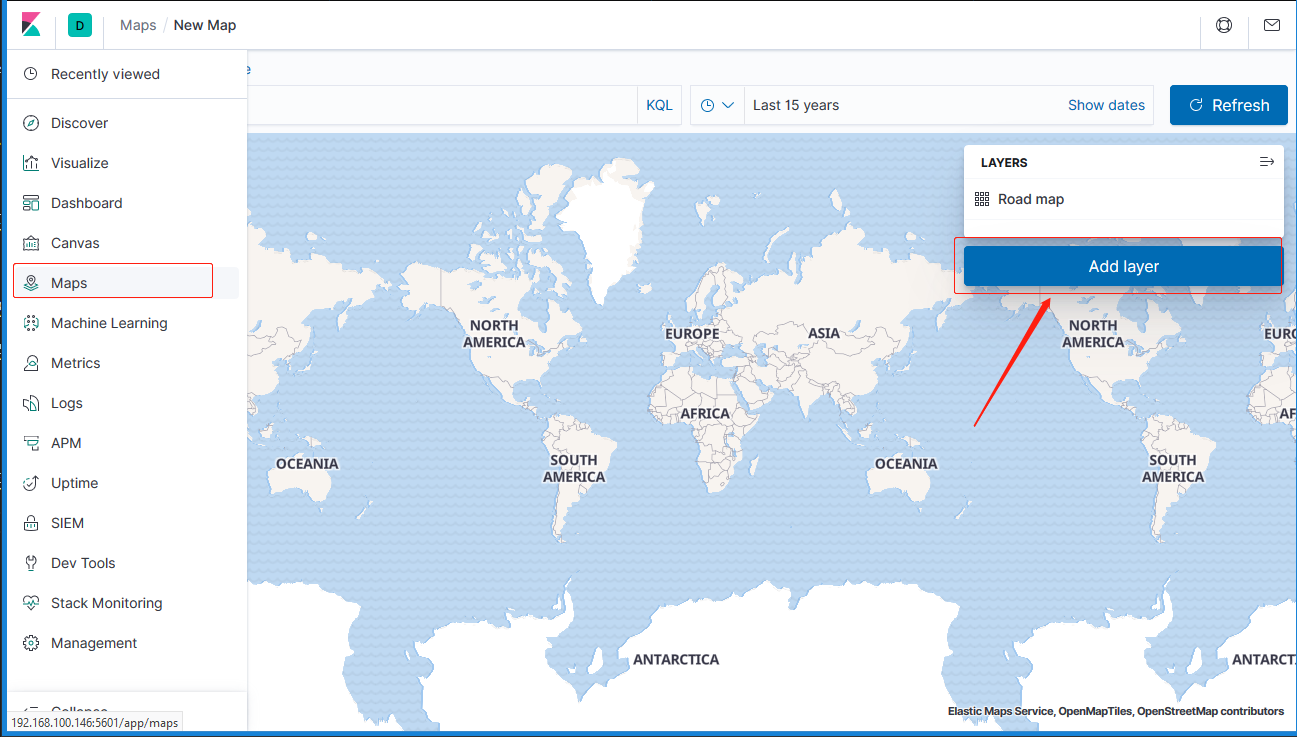 D Maps / New Map
Recently viewed
Discover
Visualize
Dashboard
Canvas
Maps
Machine Learning
Metrics
Logs
APM
Uptime
SIEM
Dev Tools
Stack Monitoring
Management
192.168.100.146:5601/app/maps
KQL
Last 15 years
Show dates
Refresh
LAYERS
Road map
Add layer
NORTH
AMERICA
EUROPE
ASIA
NORTH
AMERICA
EURO
AFRICA
AF
OCEANIA
SOUTH
AMERICA
OCEANIA
SOUTH
AMERICA
ANTARCTICA
ANTARCT
Elastic Maps Service, OpenMapTiles, OpenStreetMap contributors